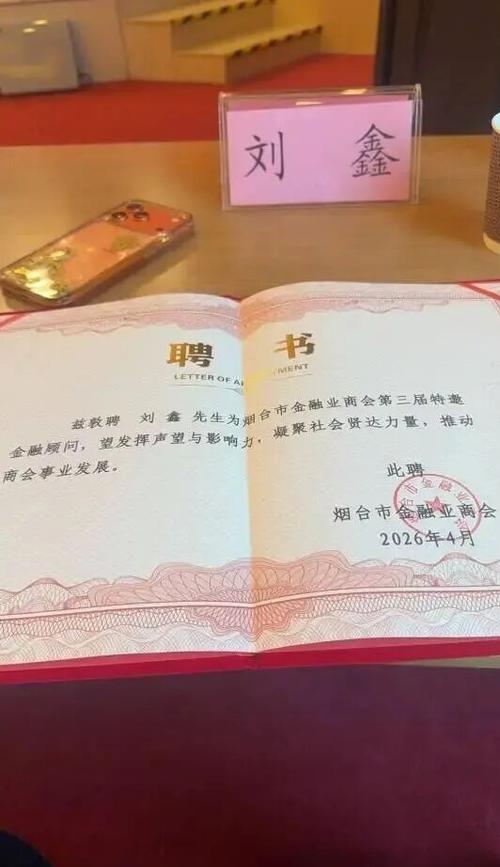 刘 鑫
聘 书
LETTER OF APPOINTMENT
兹敦聘 刘鑫 先生为烟台市金融业商会第三届特邀
金融顾问，望发挥声望与影响力，凝聚社会贤达力量，推动
商会事业发展。
此聘
烟台市金融业商会
2026年4月